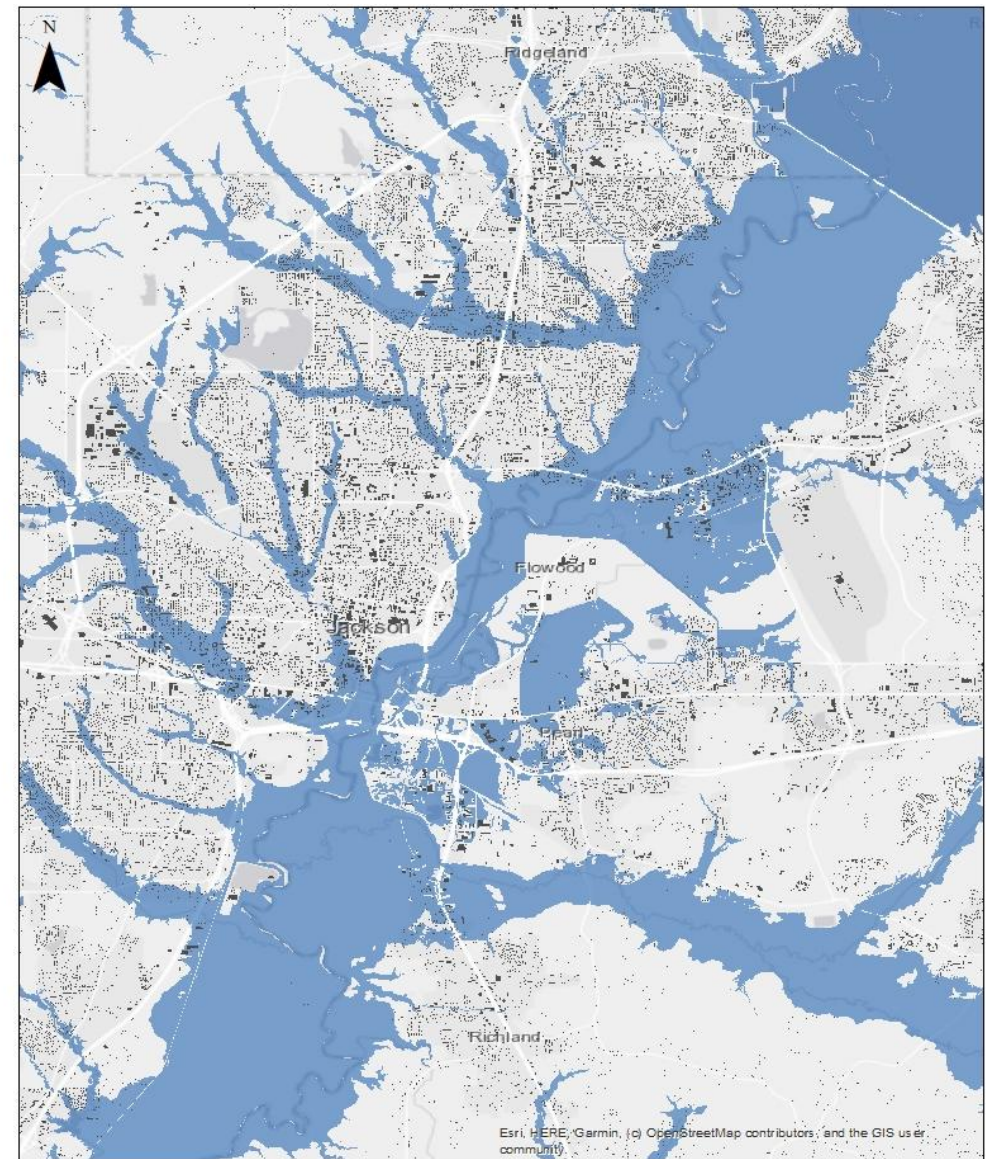 N
R
Ridgeland
Flowood
Jackson
Pearl
Richland
Esri, HERE, Garmin, (c) OpenStreetMap contributors, and the GIS user
community